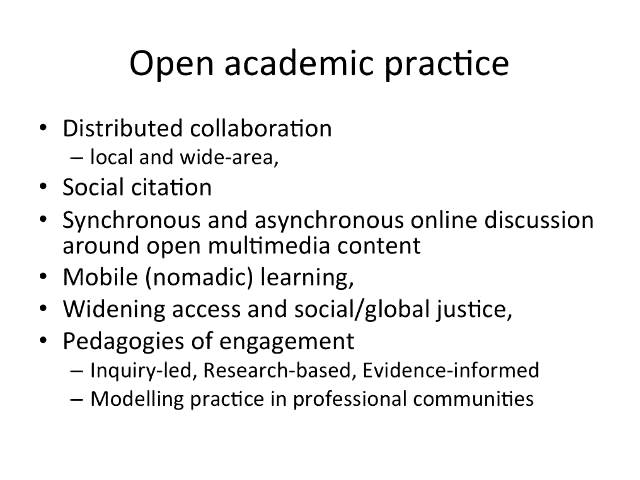 Open academic practice
• Distributed collaboration
– local and wide-area,
• Social citation
• Synchronous and asynchronous online discussion
around open multimedia content
• Mobile (nomadic) learning,
• Widening access and social/global justice,
• Pedagogies of engagement
– Inquiry-led, Research-based, Evidence-informed
– Modelling practice in professional communities